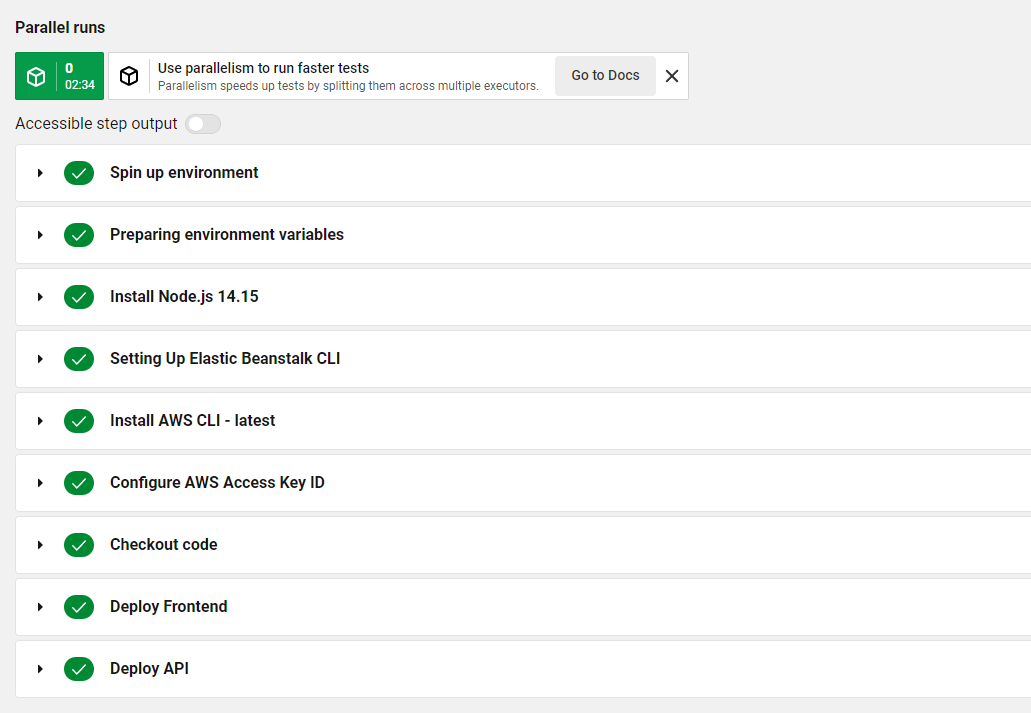 Parallel runs
0
02:34
Use parallelism to run faster tests
Parallelism speeds up tests by splitting them across multiple executors.
Go to Docs
Accessible step output
Spin up environment
Preparing environment variables
Install Node.js 14.15
Setting Up Elastic Beanstalk CLI
Install AWS CLI - latest
Configure AWS Access Key ID
Checkout code
Deploy Frontend
Deploy API